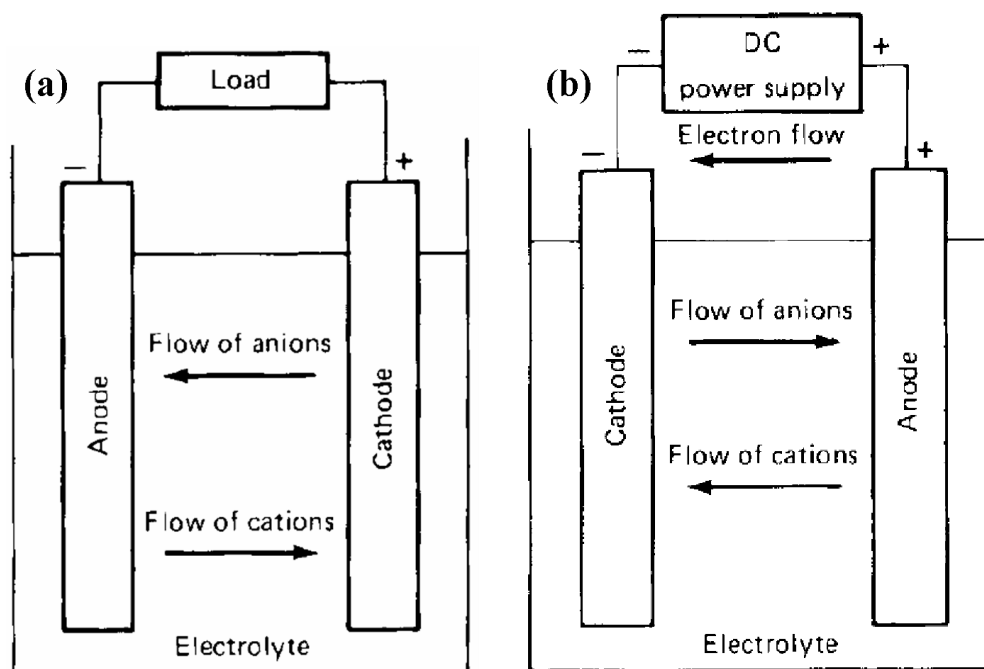 (a)
Load
−
+
Anode
Cathode
Flow of anions
Flow of cations
Electrolyte
(b)
− DC +
power supply
Electron flow
−
+
Cathode
Anode
Flow of anions
Flow of cations
Electrolyte